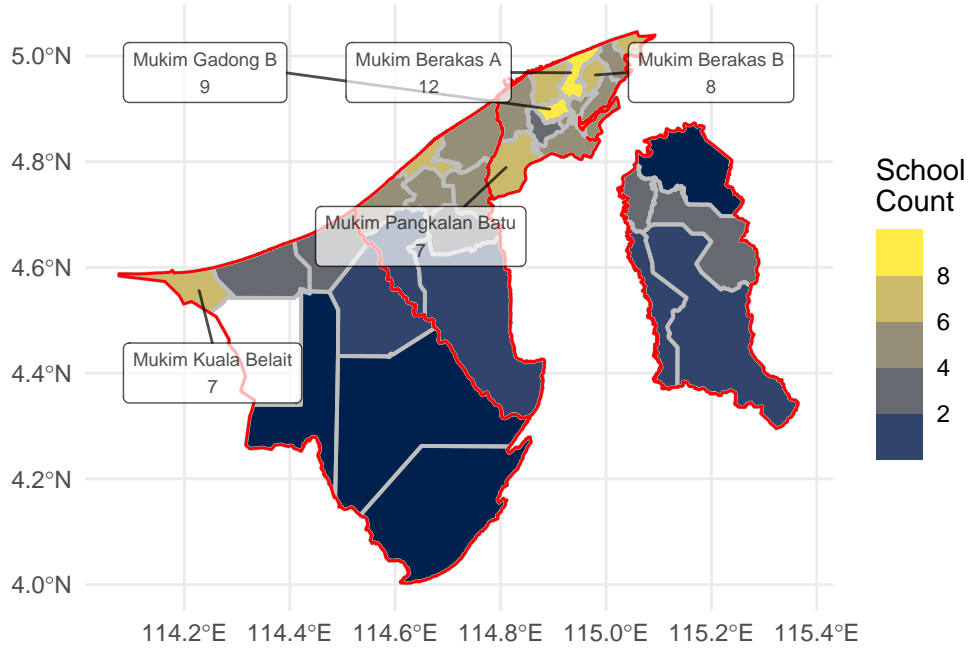 5.0°N
4.8°N
4.6°N
4.4°N
4.2°N
4.0°N
Mukim Gadong B
9
Mukim Berakas A
12
Mukim Berakas B
8
Mukim Pangkalan Batu
7
Mukim Kuala Belait
7
School
Count
8
6
4
2
114.2°E 114.4°E 114.6°E 114.8°E 115.0°E 115.2°E 115.4°E